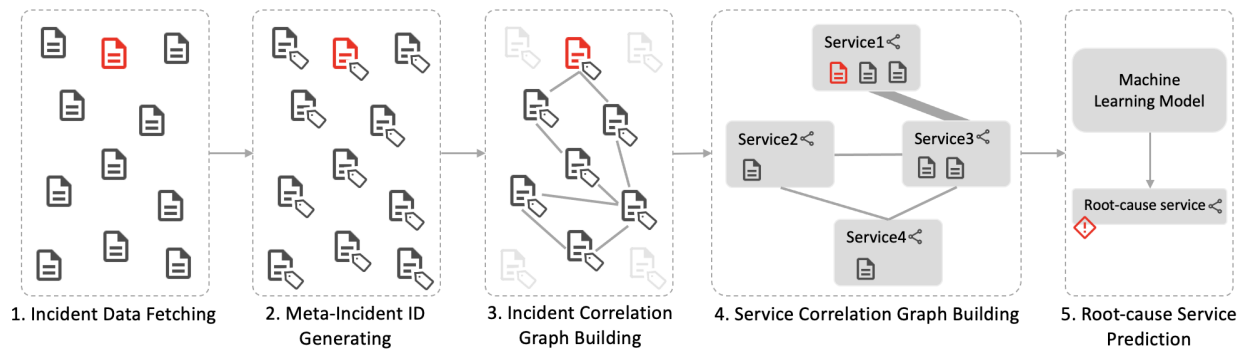 Service1
Service2
Service3
Service4
Machine
Learning Model
Root-cause service
1. Incident Data Fetching
2. Meta-Incident ID
Generating
3. Incident Correlation
Graph Building
4. Service Correlation Graph Building
5. Root-cause Service
Prediction